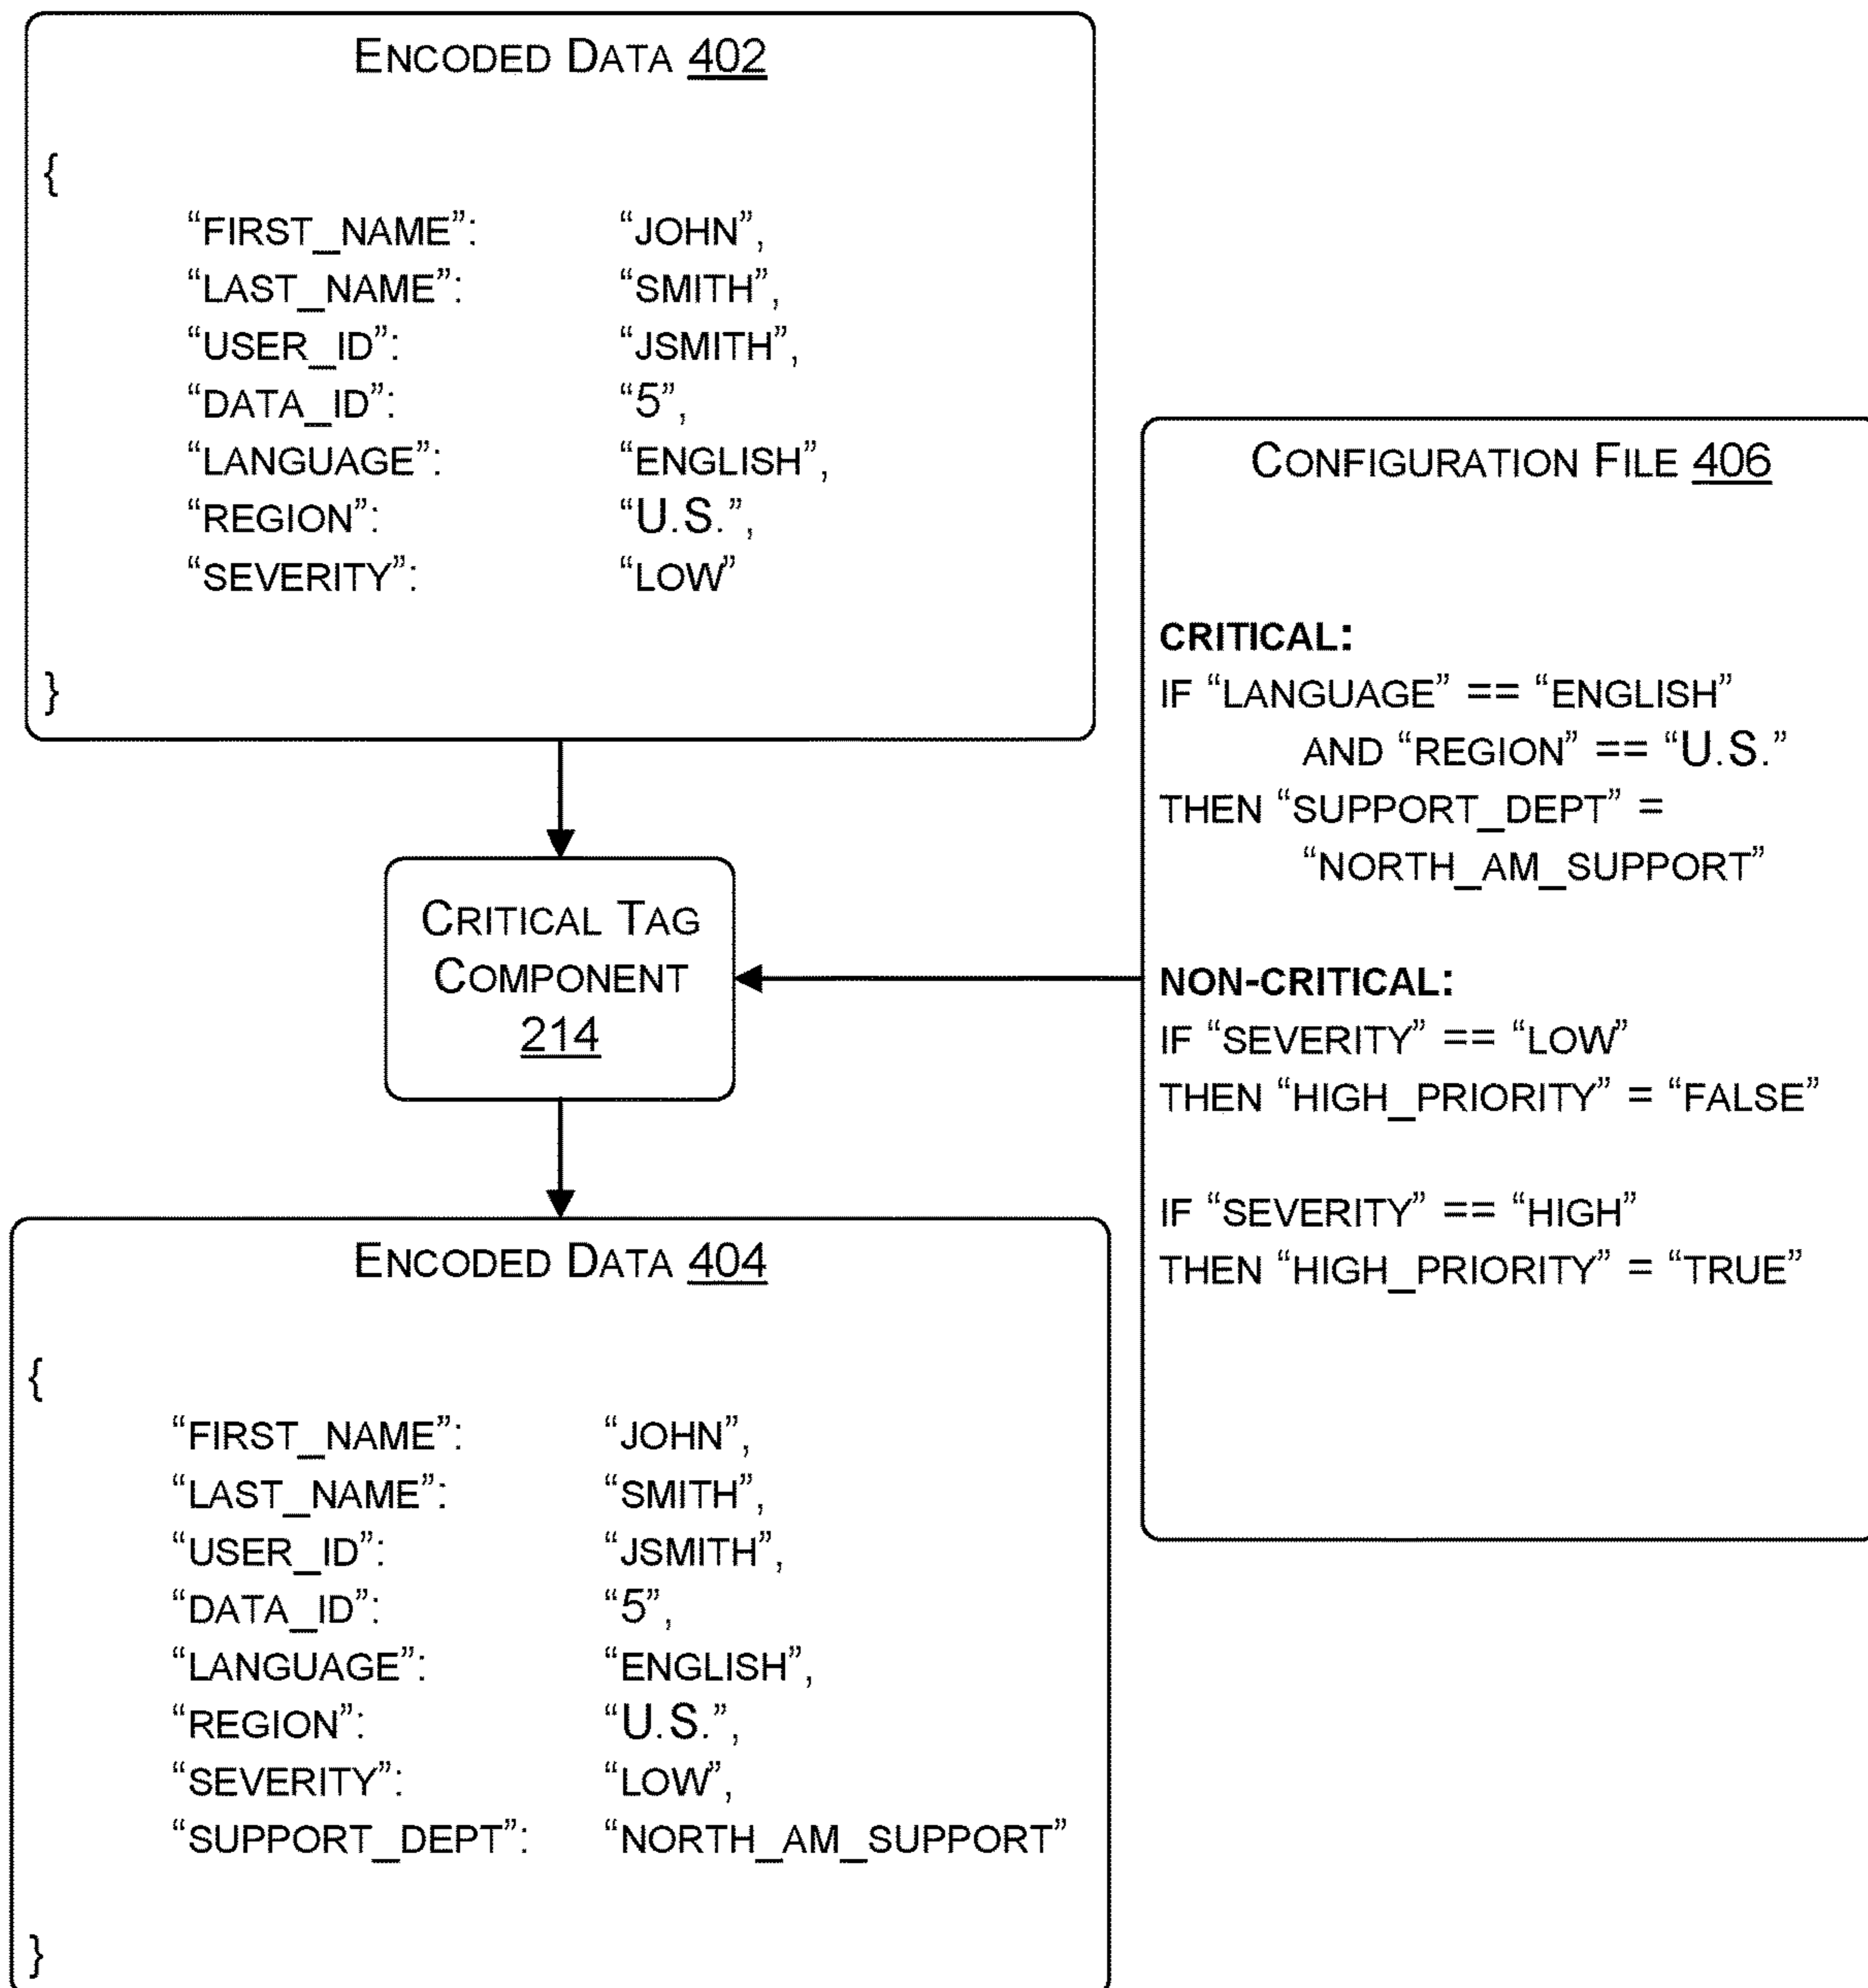 ENCODED DATA 402
{
“FIRST_NAME”: “JOHN”,
“LAST_NAME”: “SMITH”,
“USER_ID”: “JSMITH”,
“DATA_ID”: “5”,
“LANGUAGE”: “ENGLISH”,
“REGION”: “U.S.”,
“SEVERITY”: “LOW”
}
CRITICAL TAG
COMPONENT
214
CONFIGURATION FILE 406
CRITICAL:
IF “LANGUAGE” == “ENGLISH”
AND “REGION” == “U.S.”
THEN “SUPPORT_DEPT” =
“NORTH_AM_SUPPORT”
NON-CRITICAL:
IF “SEVERITY” == “LOW”
THEN “HIGH_PRIORITY” = “FALSE”
IF “SEVERITY” == “HIGH”
THEN “HIGH_PRIORITY” = “TRUE”
ENCODED DATA 404
{
“FIRST_NAME”: “JOHN”,
“LAST_NAME”: “SMITH”,
“USER_ID”: “JSMITH”,
“DATA_ID”: “5”,
“LANGUAGE”: “ENGLISH”,
“REGION”: “U.S.”,
“SEVERITY”: “LOW”,
“SUPPORT_DEPT”: “NORTH_AM_SUPPORT”
}